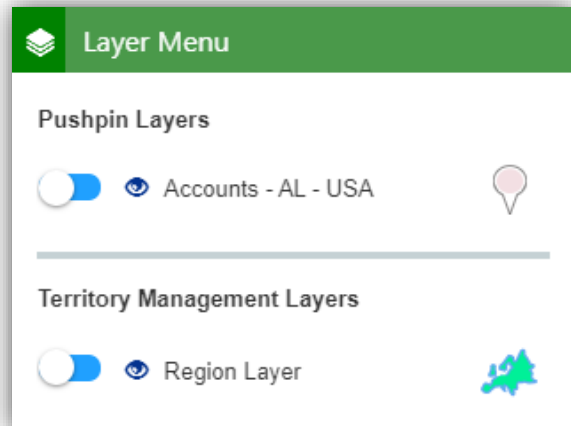 Layer Menu
Pushpin Layers
Accounts - AL - USA
Territory Management Layers
Region Layer